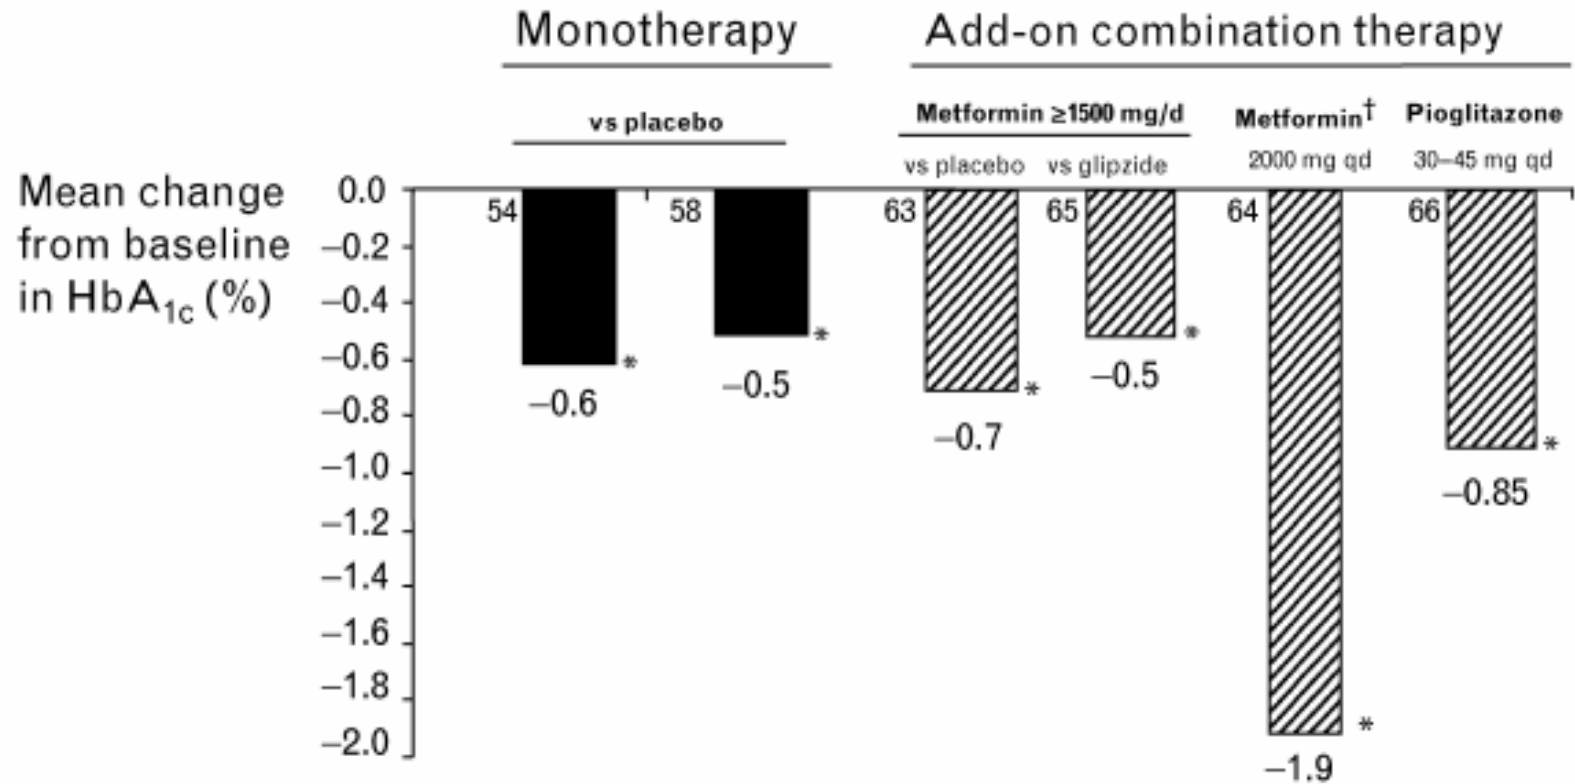 Monotherapy
Add-on combination therapy
vs placebo
Metformin ≥1500 mg/d
Metformin†
Pioglitazone
vs placebo
vs glipzide
2000 mg qd
30–45 mg qd
Mean change
from baseline
in HbA1c (%)
0.0
–0.2
–0.4
–0.6
–0.8
–1.0
–1.2
–1.4
–1.6
–1.8
–2.0
54
58
63
65
64
66
*
*
*
*
*
*
–0.6
–0.5
–0.7
–0.5
–1.9
–0.85